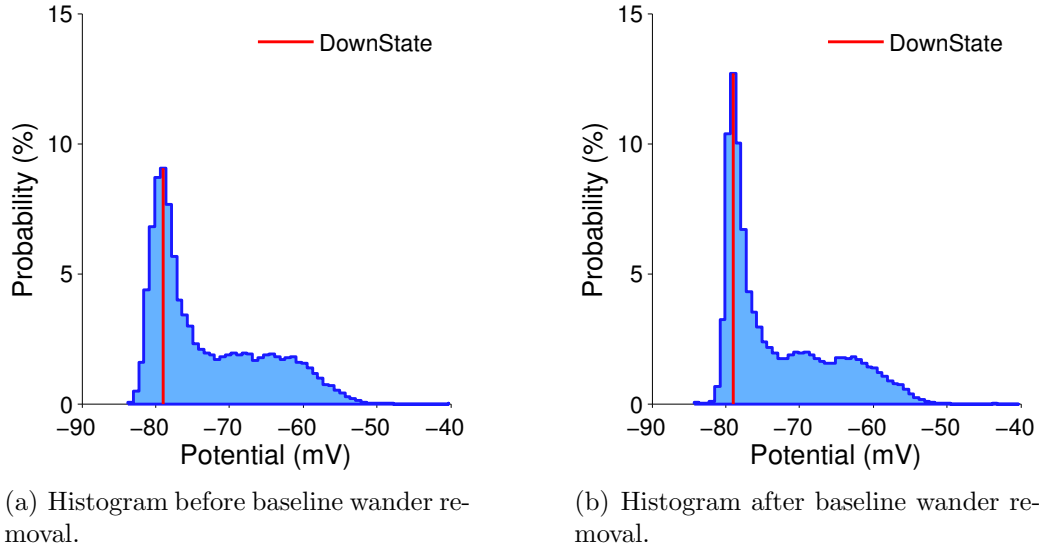 15
DownState
10
5
0
Probability (%)
−90
−80
−70
−60
−50
−40
Potential (mV)
(a) Histogram before baseline wander re-
moval.
15
DownState
10
5
0
Probability (%)
−90
−80
−70
−60
−50
−40
Potential (mV)
(b) Histogram after baseline wander re-
moval.